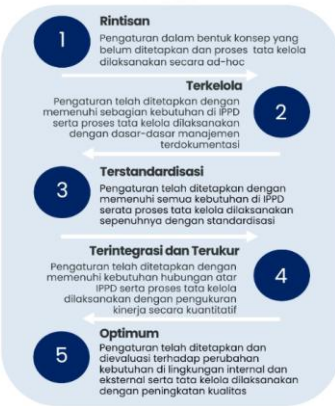 1
Rintisan
Pengaturan dalam bentuk konsep yang
belum ditetapkan dan proses tata kelola
dilaksanakan secara ad-hoc
Terkelola
Pengaturan telah ditetapkan dengan
memenuhi sebagian kebutuhan di IPPD
serta proses tata kelola dilaksanakan
dengan dasar-dasar manajemen
terdokumentasi
2
3
Terstandardisasi
Pengaturan telah ditetapkan dengan
memenuhi semua kebutuhan di IPPD
serata proses tata kelola dilaksanakan
sepenuhnya dengan standardisasi
Terintegrasi dan Terukur
Pengaturan telah ditetapkan dengan
memenuhi kebutuhan hubungan atar
IPPD serta proses tata kelola
dilaksanakan dengan pengukuran
kinerja secara kuantitatif
4
5
Optimum
Pengaturan telah ditetapkan dan
dievaluasi terhadap perubahan
kebutuhan di lingkungan internal dan
eksternal serta tata kelola dilaksanakan
dengan peningkatan kualitas